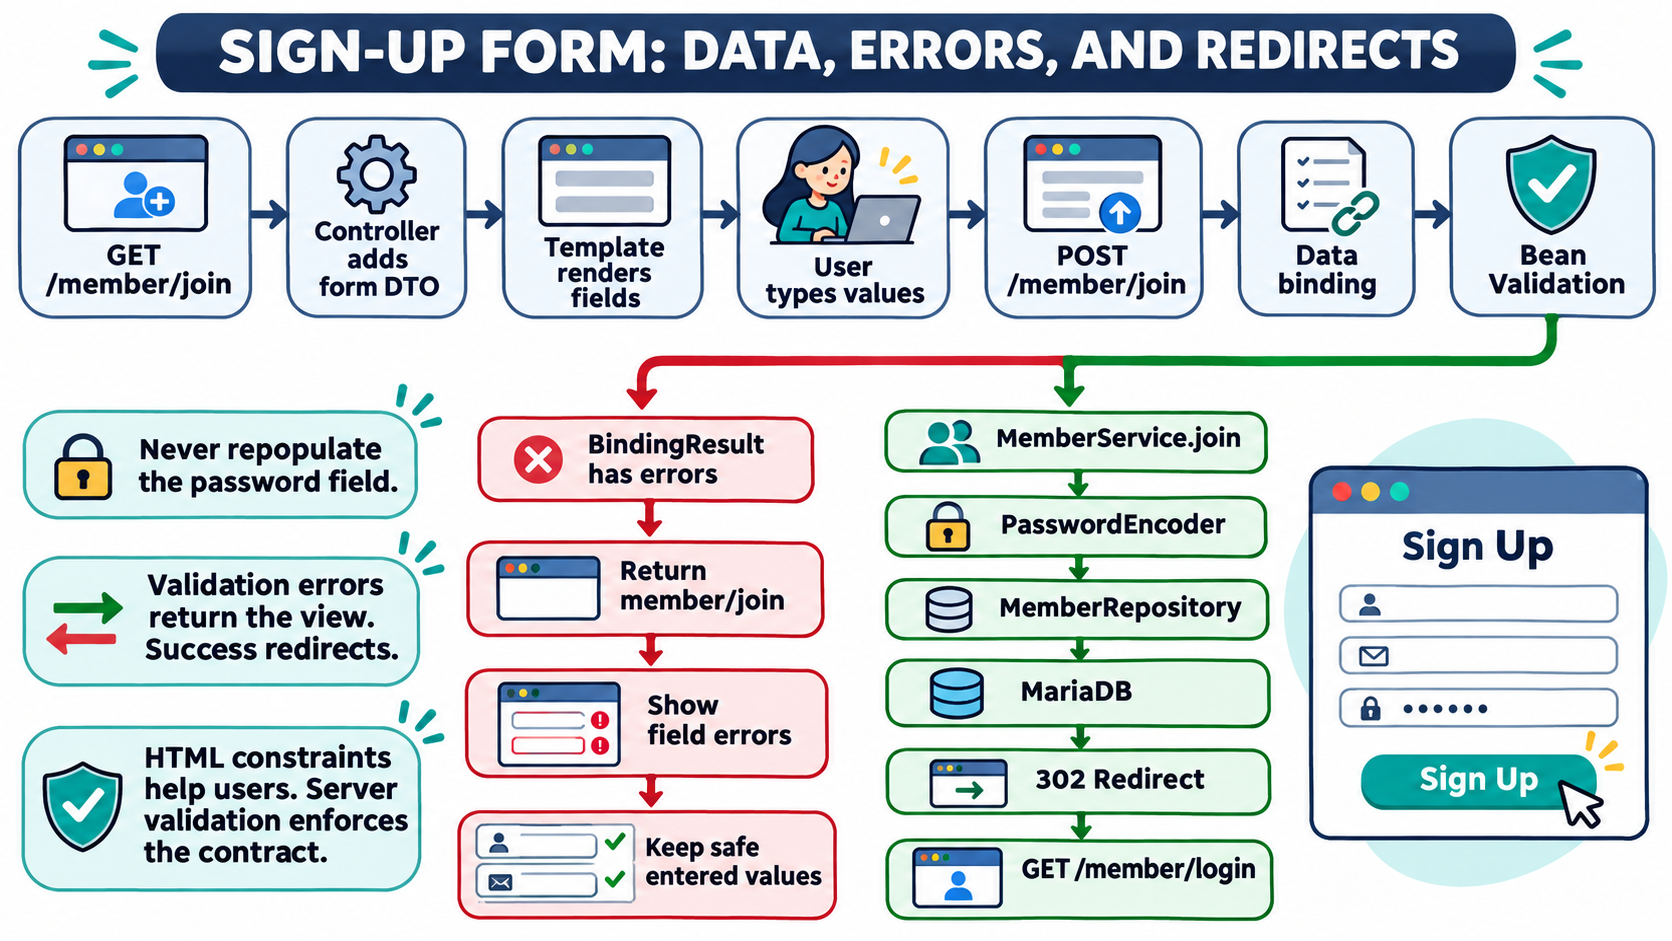 SIGN-UP FORM: DATA, ERRORS, AND REDIRECTS
GET
/member/join
Controller
adds
form DTO
Template
renders
fields
User
types values
POST
/member/join
Data
binding
Bean
Validation
Never repopulate
the password field.
Validation errors
return the view.
Success redirects.
HTML constraints
help users. Server
validation enforces
the contract.
BindingResult
has errors
Return
member/join
Show
field errors
Keep safe
entered values
MemberService.join
PasswordEncoder
MemberRepository
MariaDB
302 Redirect
GET /member/login
Sign Up
Sign Up